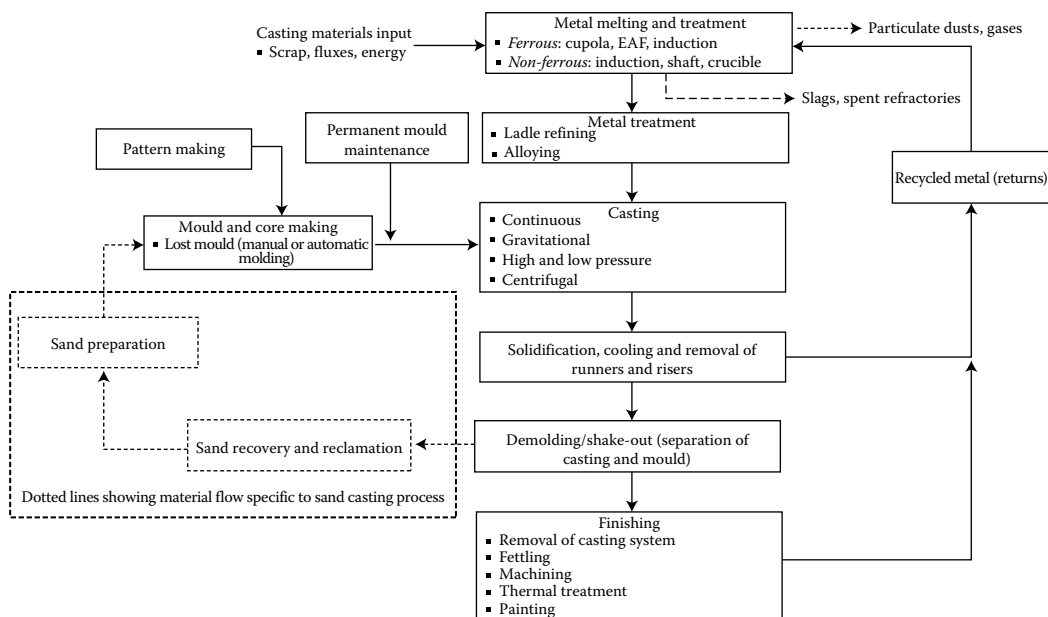 Metal melting and treatment
▪ Ferrous: cupola, EAF, induction
▪ Non-ferrous: induction, shaft, crucible
Casting materials input
▪ Scrap, fluxes, energy
Particulate dusts, gases
Slags, spent refractories
Metal treatment
▪ Ladle refining
▪ Alloying
Permanent mould
maintenance
Pattern making
Recycled metal (returns)
Mould and core making
▪ Lost mould (manual or automatic
molding)
Casting
▪ Continuous
▪ Gravitational
▪ High and low pressure
▪ Centrifugal
Sand preparation
Solidification, cooling and removal of
runners and risers
Sand recovery and reclamation
Demolding/shake-out (separation of
casting and mould)
Dotted lines showing material flow specific to sand casting process
Finishing
▪ Removal of casting system
▪ Fettling
▪ Machining
▪ Thermal treatment
▪ Painting